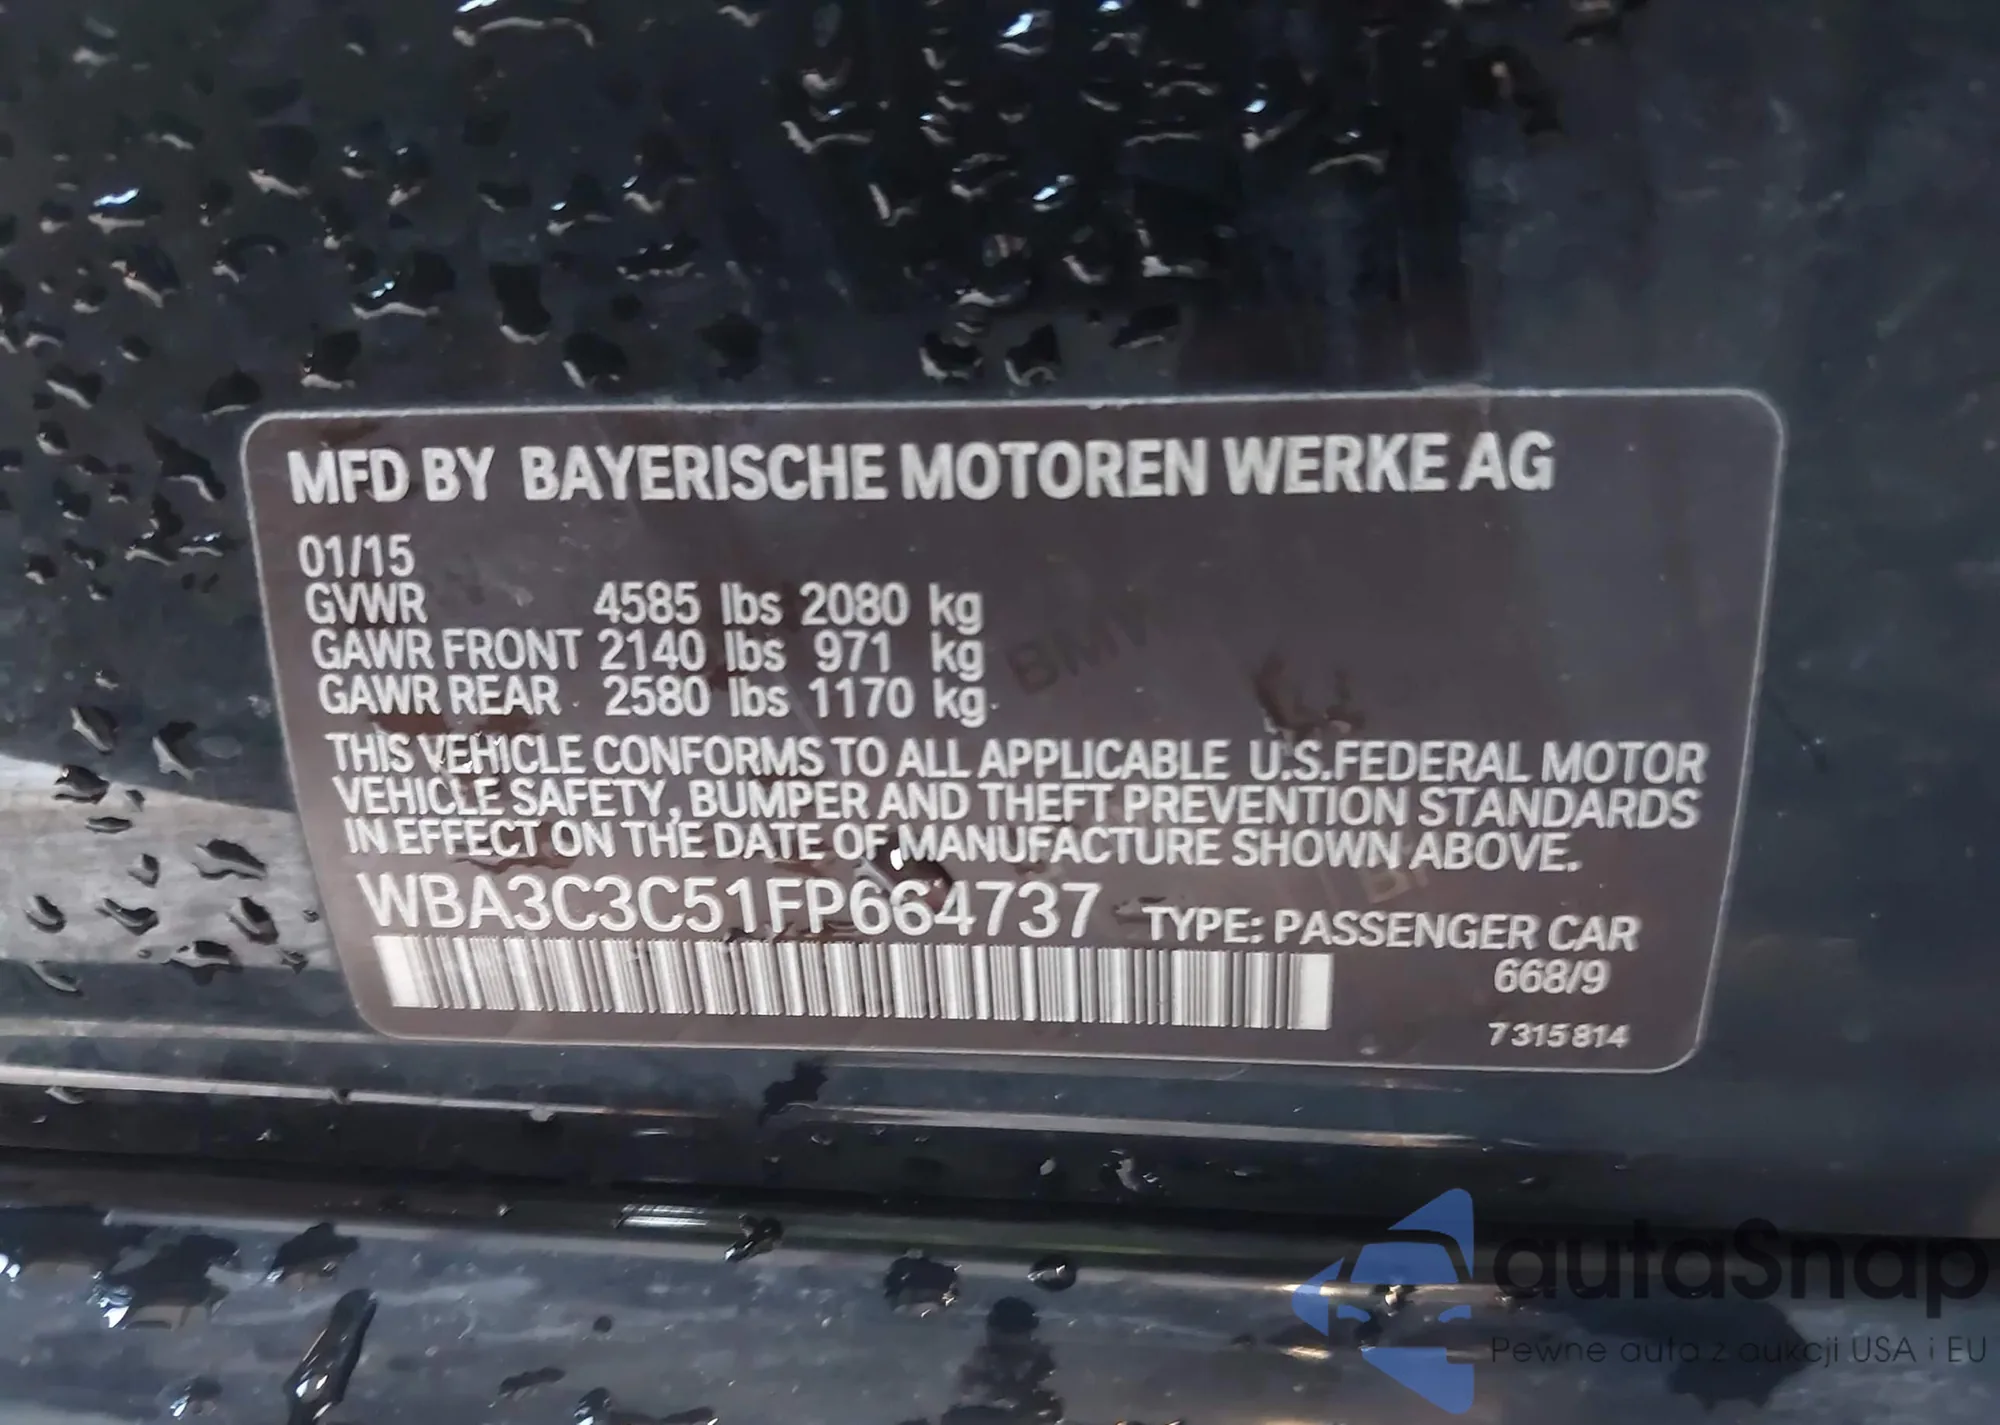 MFD BY BAYERISCHE MOTOREN WERKE AG
01/15
GVWR 4585 lbs 2080 kg
GAWR FRONT 2140 lbs 971 kg
GAWR REAR 2580 lbs 1170 kg
THIS VEHICLE CONFORMS TO ALL APPLICABLE U.S.FEDERAL MOTOR
VEHICLE SAFETY, BUMPER AND THEFT PREVENTION STANDARDS
IN EFFECT ON THE DATE OF MANUFACTURE SHOWN ABOVE.
WBA3C3C51FP664737 TYPE: PASSENGER CAR
668/9
7 315 814
autaSnap
Pewne auta z aukcji USA i EU